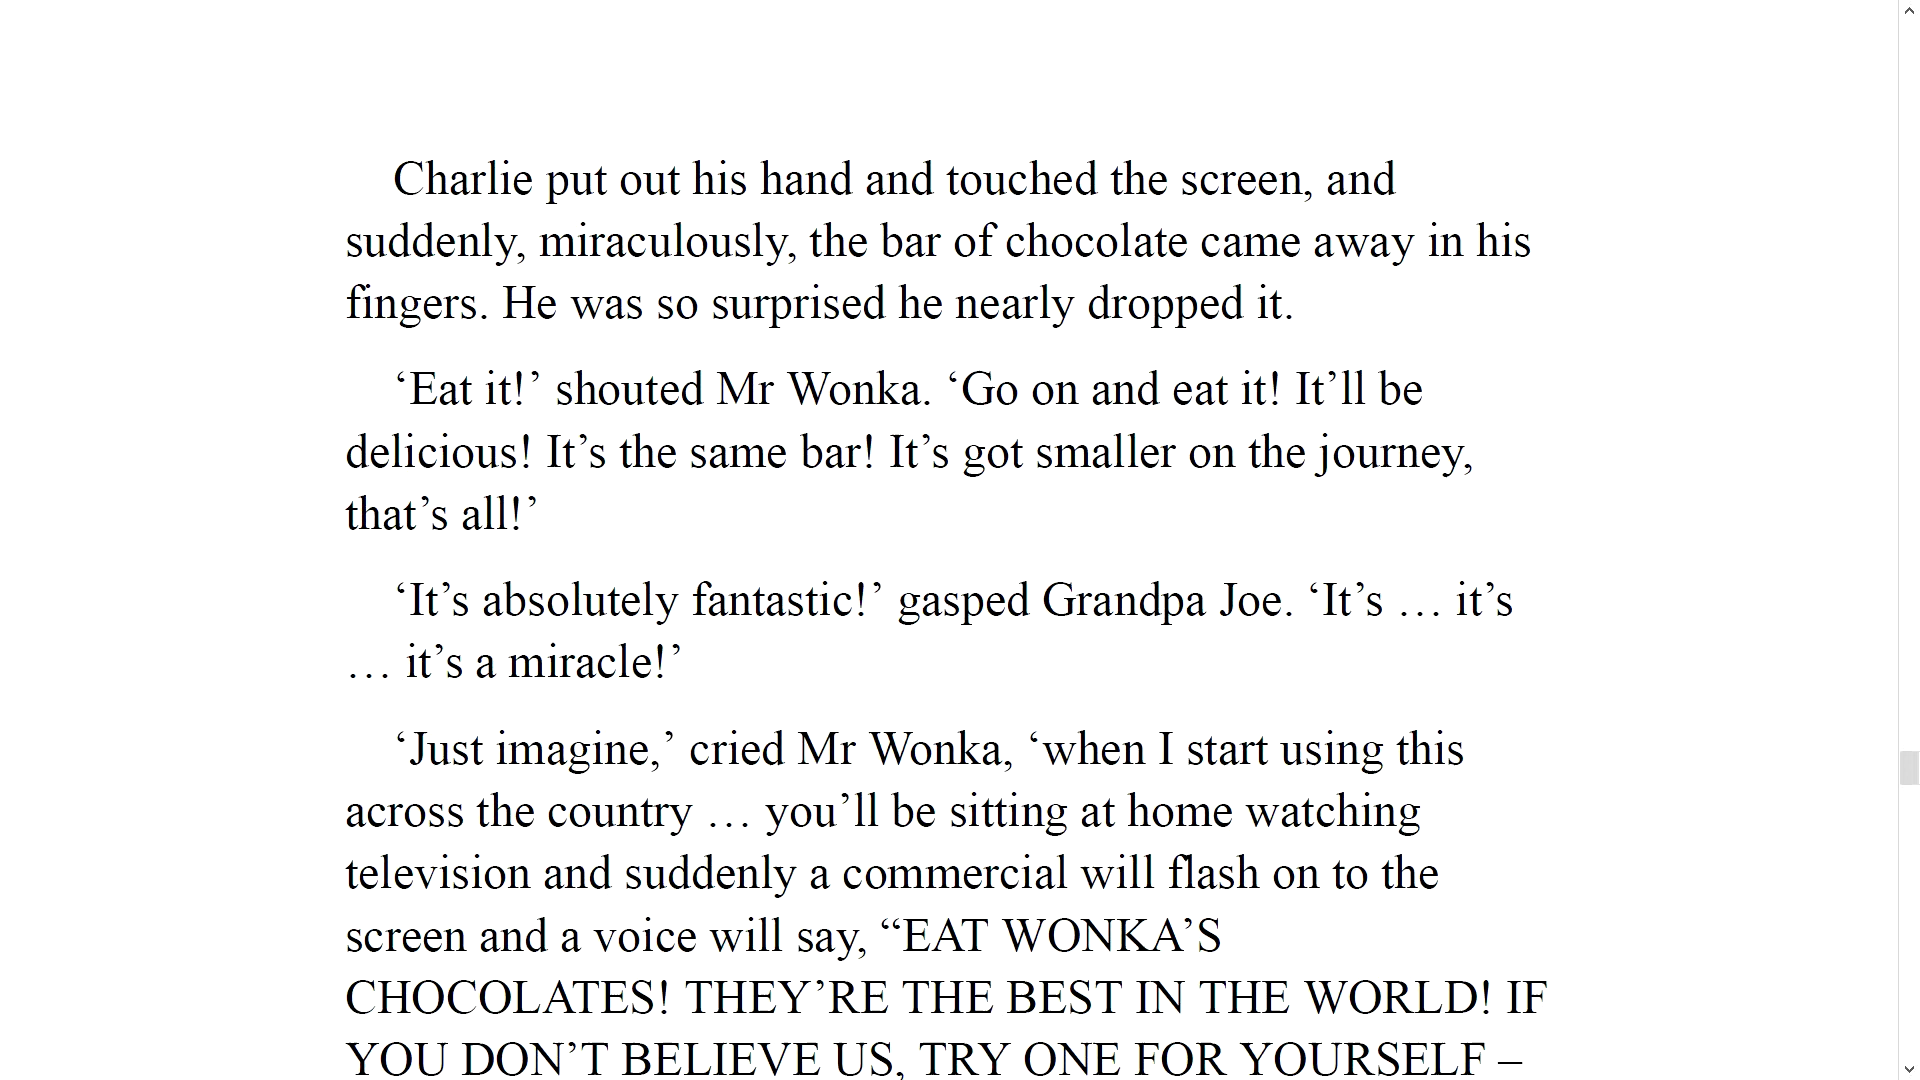 Charlie put out his hand and touched the screen, and
suddenly, miraculously, the bar of chocolate came away in his
fingers. He was so surprised he nearly dropped it.
‘Eat it!’ shouted Mr Wonka. ‘Go on and eat it! It’ll be
delicious! It’s the same bar! It’s got smaller on the journey,
that’s all!’
‘It’s absolutely fantastic!’ gasped Grandpa Joe. ‘It’s … it’s
… it’s a miracle!’
‘Just imagine,’ cried Mr Wonka, ‘when I start using this
across the country … you’ll be sitting at home watching
television and suddenly a commercial will flash on to the
screen and a voice will say, “EAT WONKA’S
CHOCOLATES! THEY’RE THE BEST IN THE WORLD! IF
YOU DON’T BELIEVE US, TRY ONE FOR YOURSELF –